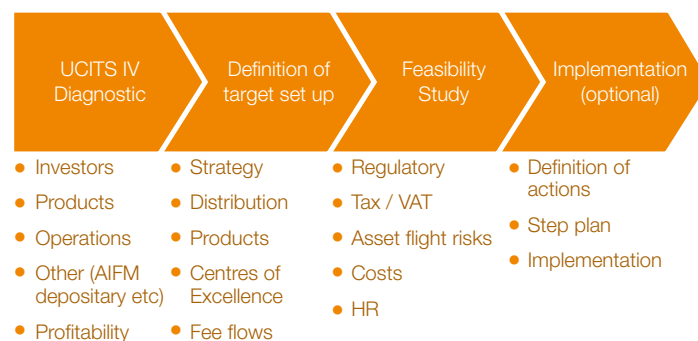 UCITS IV
Diagnostic
Definition of
target set up
Feasibility
Study
Implementation
(optional)
• Investors
• Products
• Operations
• Other (AIFM
depositary etc)
• Profitability
• Strategy
• Distribution
• Products
• Centres of
Excellence
• Fee flows
• Regulatory
• Tax / VAT
• Asset flight risks
• Costs
• HR
• Definition of
actions
• Step plan
• Implementation